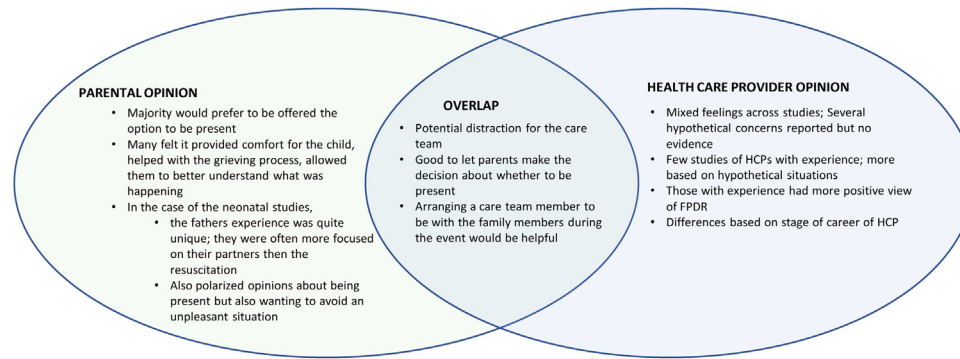 PARENTAL OPINION
• Majority would prefer to be offered the
option to be present
• Many felt it provided comfort for the child,
helped with the grieving process, allowed
them to better understand what was
happening
• In the case of the neonatal studies,
• the fathers experience was quite
unique; they were often more focused
on their partners then the
resuscitation
• Also polarized opinions about being
present but also wanting to avoid an
unpleasant situation
OVERLAP
• Potential distraction for the care
team
• Good to let parents make the
decision about whether to be
present
• Arranging a care team member to
be with the family members during
the event would be helpful
HEALTH CARE PROVIDER OPINION
• Mixed feelings across studies; Several
hypothetical concerns reported but no
evidence
• Few studies of HCPs with experience; more
based on hypothetical situations
• Those with experience had more positive view
of FPDR
• Differences based on stage of career of HCP